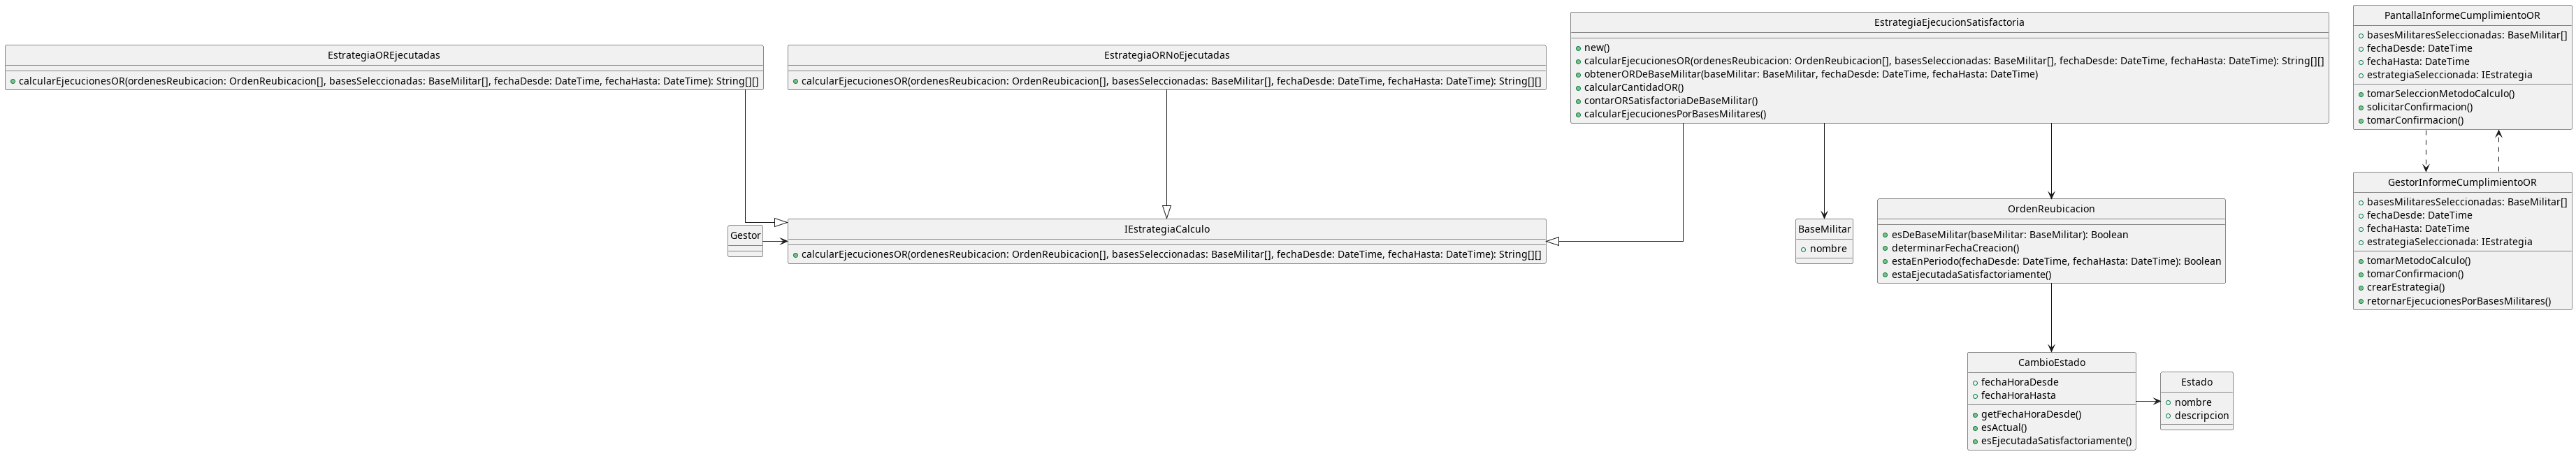 EstrategiaOREjecutadas
calcularEjecucionesOR(ordenesReubicacion: OrdenReubicacion[], basesSeleccionadas: BaseMilitar[], fechaDesde: DateTime, fechaHasta: DateTime): String[][]
EstrategiaORNoEjecutadas
calcularEjecucionesOR(ordenesReubicacion: OrdenReubicacion[], basesSeleccionadas: BaseMilitar[], fechaDesde: DateTime, fechaHasta: DateTime): String[][]
EstrategiaEjecucionSatisfactoria
new()
calcularEjecucionesOR(ordenesReubicacion: OrdenReubicacion[], basesSeleccionadas: BaseMilitar[], fechaDesde: DateTime, fechaHasta: DateTime): String[][]
obtenerORDeBaseMilitar(baseMilitar: BaseMilitar, fechaDesde: DateTime, fechaHasta: DateTime)
calcularCantidadOR()
contarORSatisfactoriaDeBaseMilitar()
calcularEjecucionesPorBasesMilitares()
PantallaInformeCumplimientoOR
basesMilitaresSeleccionadas: BaseMilitar[]
fechaDesde: DateTime
fechaHasta: DateTime
estrategiaSeleccionada: IEstrategia
tomarSeleccionMetodoCalculo()
solicitarConfirmacion()
tomarConfirmacion()
Gestor
IEstrategiaCalculo
calcularEjecucionesOR(ordenesReubicacion: OrdenReubicacion[], basesSeleccionadas: BaseMilitar[], fechaDesde: DateTime, fechaHasta: DateTime): String[][]
BaseMilitar
nombre
OrdenReubicacion
esDeBaseMilitar(baseMilitar: BaseMilitar): Boolean
determinarFechaCreacion()
estaEnPeriodo(fechaDesde: DateTime, fechaHasta: DateTime): Boolean
estaEjecutadaSatisfactoriamente()
GestorInformeCumplimientoOR
basesMilitaresSeleccionadas: BaseMilitar[]
fechaDesde: DateTime
fechaHasta: DateTime
estrategiaSeleccionada: IEstrategia
tomarMetodoCalculo()
tomarConfirmacion()
crearEstrategia()
retornarEjecucionesPorBasesMilitares()
CambioEstado
fechaHoraDesde
fechaHoraHasta
getFechaHoraDesde()
esActual()
esEjecutadaSatisfactoriamente()
Estado
nombre
descripcion